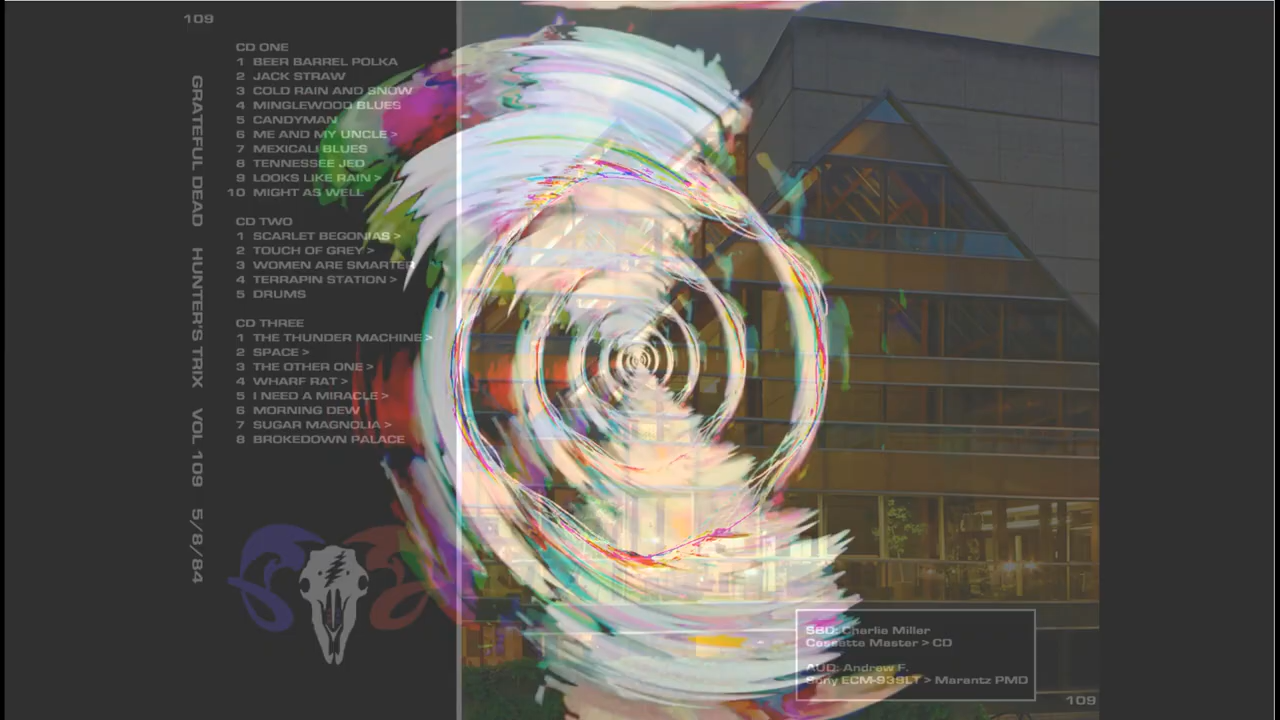 109
CD ONE
1 BEER BARREL POLKA
2 JACK STRAW
3 COLD RAIN AND SNOW
4 MINGLEWOOD BLUES
5 CANDYMAN
6 ME AND MY UNCLE >
7 MEXICALI BLUES
8 TENNESSEE JED
9 LOOKS LIKE RAIN >
10 MIGHT AS WELL
CD TWO
1 SCARLET BEGONIAS >
2 TOUCH OF GREY >
3 WOMEN ARE SMARTER
4 TERRAPIN STATION >
5 DRUMS
CD THREE
1 THE THUNDER MACHINE >
2 SPACE >
3 THE OTHER ONE >
4 WHARF RAT >
5 I NEED A MIRACLE >
6 MORNING DEW
7 SUGAR MAGNOLIA >
8 BROKEDOWN PALACE
GRATEFUL DEAD HUNTER'S TRIX VOL 109 5/8/84
SBD: Charlie Miller
Cassette Master > CD
AUD: Andrew F.
Sony ECM-939LT > Marantz PMD
109